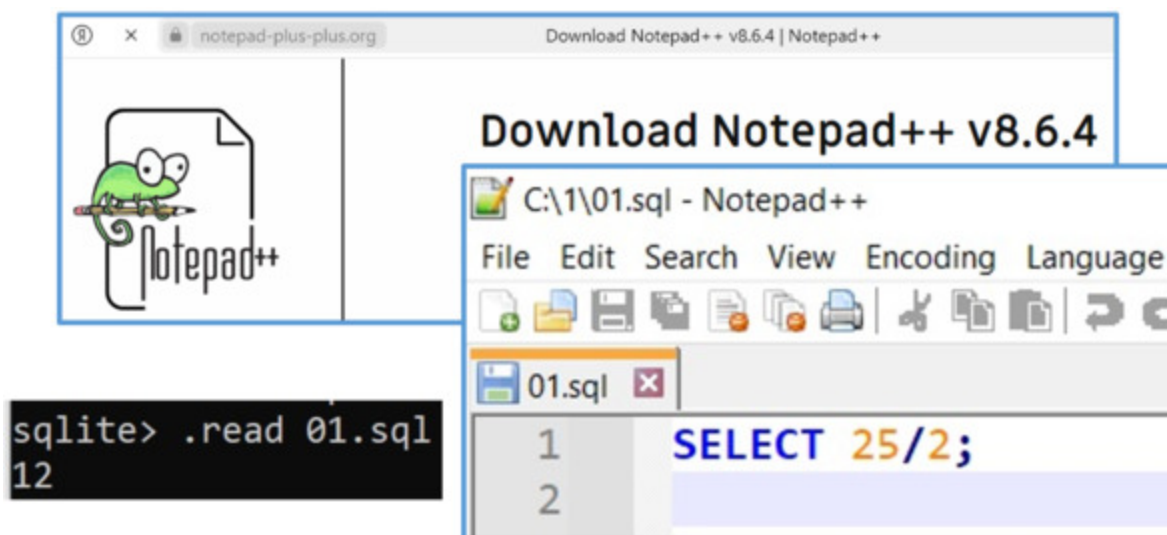 notepad-plus-plus.org Download Notepad++ v8.6.4 | Notepad++
Notepad++
Download Notepad++ v8.6.4
C:\1\01.sql - Notepad++
File Edit Search View Encoding Language
01.sql
1 SELECT 25/2;
2
sqlite> .read 01.sql
12